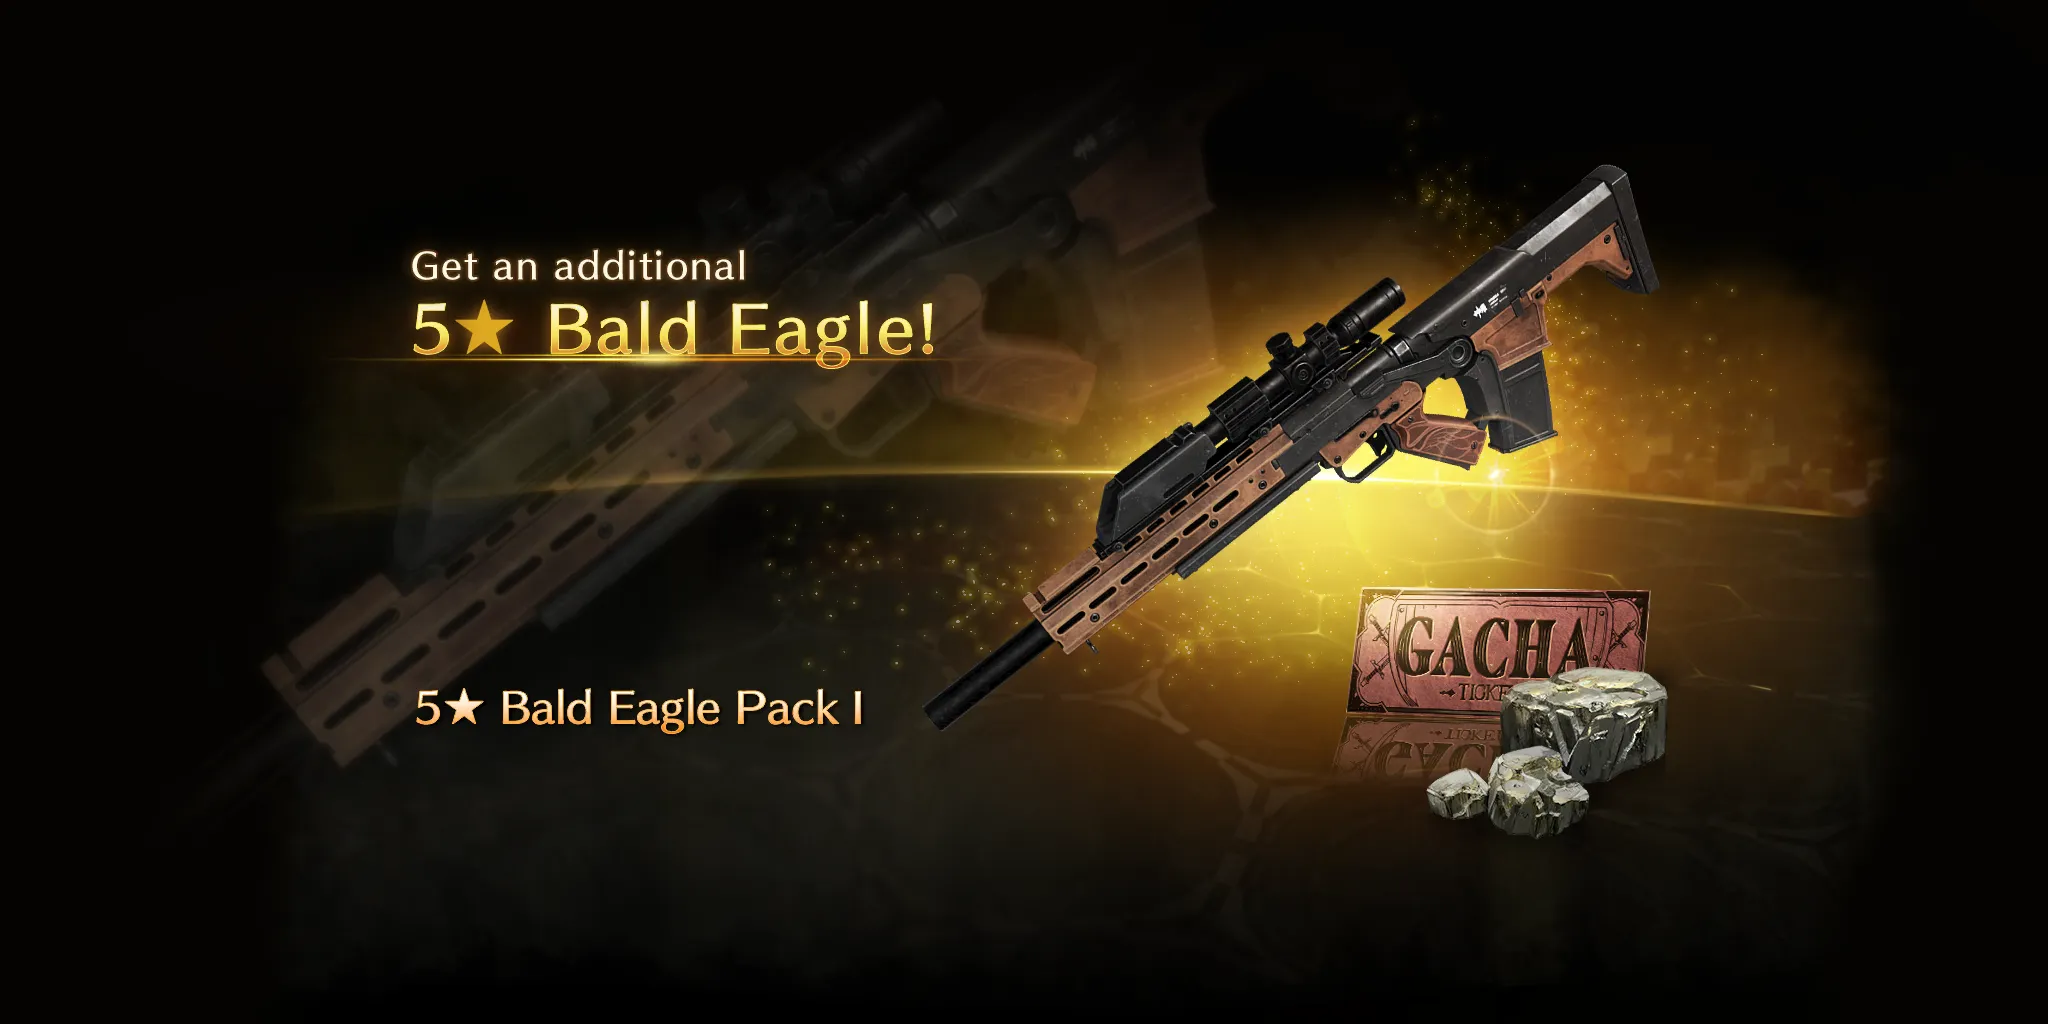 Get an additional
5★ Bald Eagle!
5★ Bald Eagle Pack I
GACHA